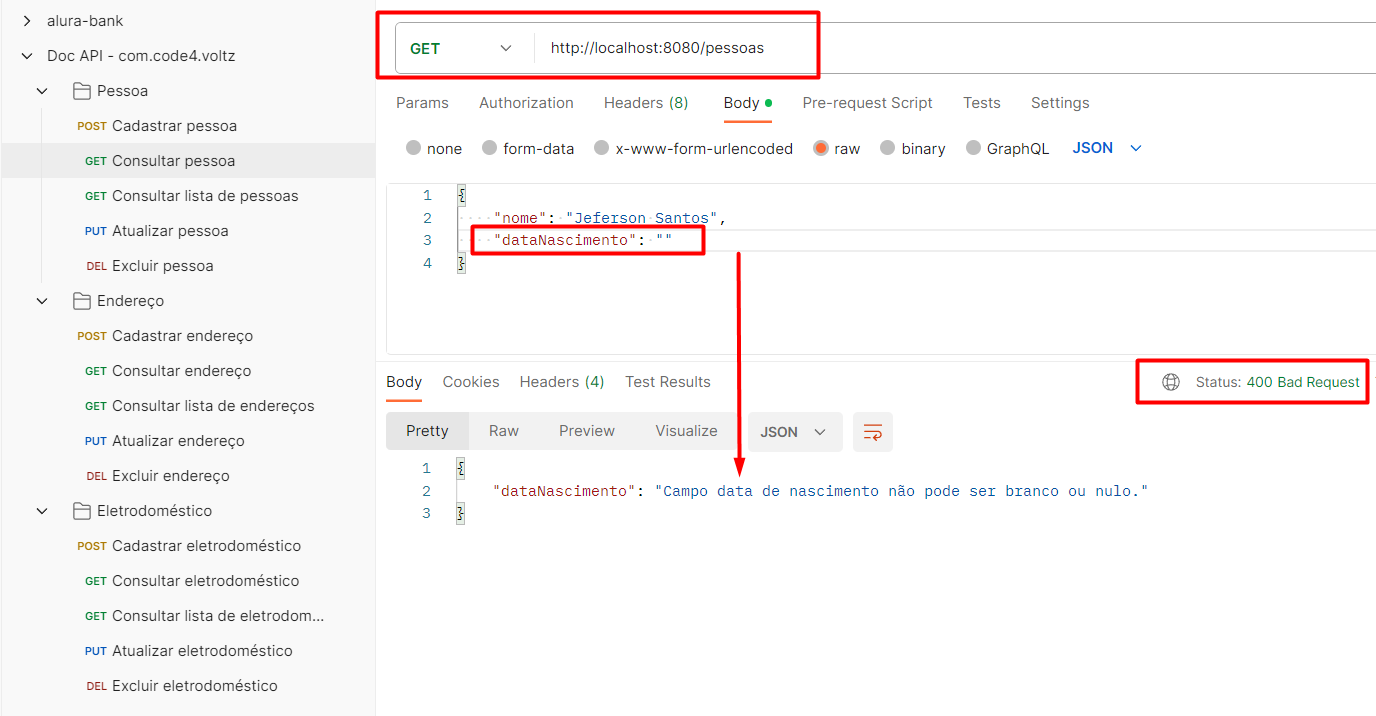 alura-bank
Doc API - com.code4.voltz
Pessoa
POST Cadastrar pessoa
GET Consultar pessoa
GET Consultar lista de pessoas
PUT Atualizar pessoa
DEL Excluir pessoa
Endereço
POST Cadastrar endereço
GET Consultar endereço
GET Consultar lista de endereços
PUT Atualizar endereço
DEL Excluir endereço
Eletrodoméstico
POST Cadastrar eletrodoméstico
GET Consultar eletrodoméstico
GET Consultar lista de eletrodom...
PUT Atualizar eletrodoméstico
DEL Excluir eletrodoméstico
GET http://localhost:8080/pessoas
Params Authorization Headers (8) Body Pre-request Script Tests Settings
none form-data x-www-form-urlencoded raw binary GraphQL JSON
1 {
2 "nome": "Jeferson Santos",
3 "dataNascimento": ""
4 }
Body Cookies Headers (4) Test Results Status: 400 Bad Request
Pretty Raw Preview Visualize JSON
1 {
2 "dataNascimento": "Campo data de nascimento não pode ser branco ou nulo."
3 }